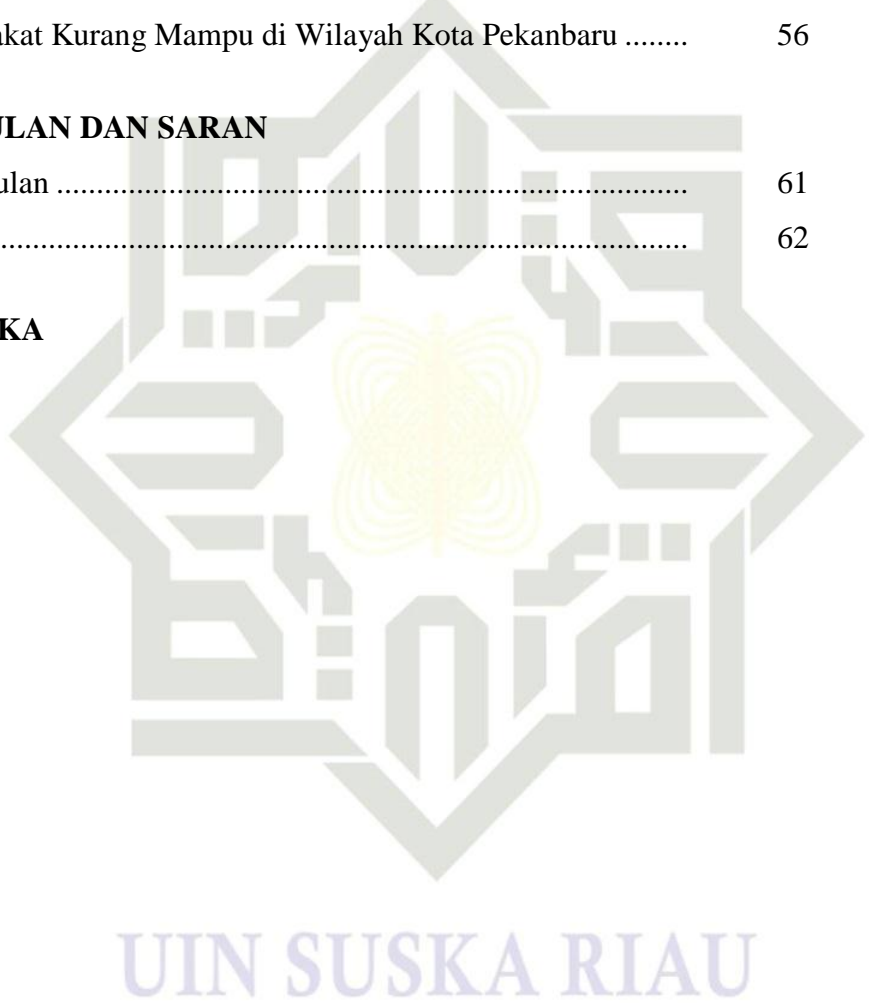 akat Kurang Mampu di Wilayah Kota Pekanbaru ........ 56
ULAN DAN SARAN
ulan ........................................................................... 61
.................................................................................. 62
KA
UIN SUSKA RIAU